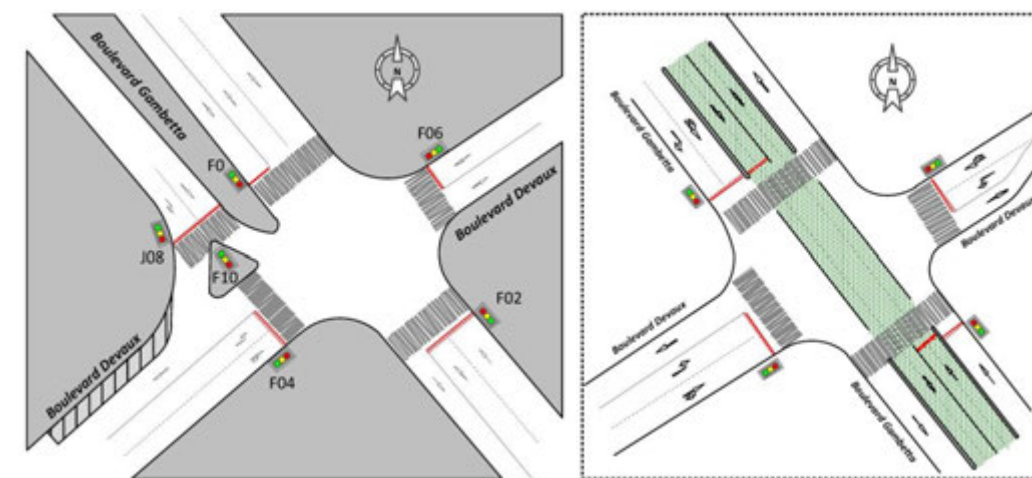 Boulevard Gambetta
N
F06
F0
J08
F10
Boulevard Devaux
F02
Boulevard Devaux
F04
N
Boulevard Gambetta
Boulevard Devaux
Boulevard Devaux
Boulevard Gambetta